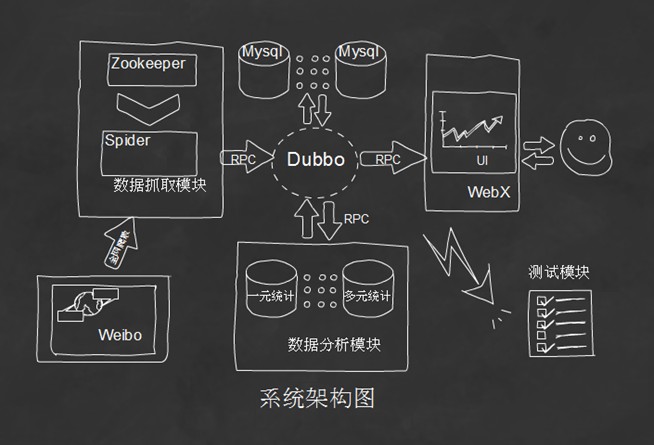 Zookeeper
Spider
数据抓取模块
Mysql
Mysql
RPC
Dubbo
RPC
UI
WebX
RPC
Weibo
一元统计
多元统计
数据分析模块
测试模块
系统架构图